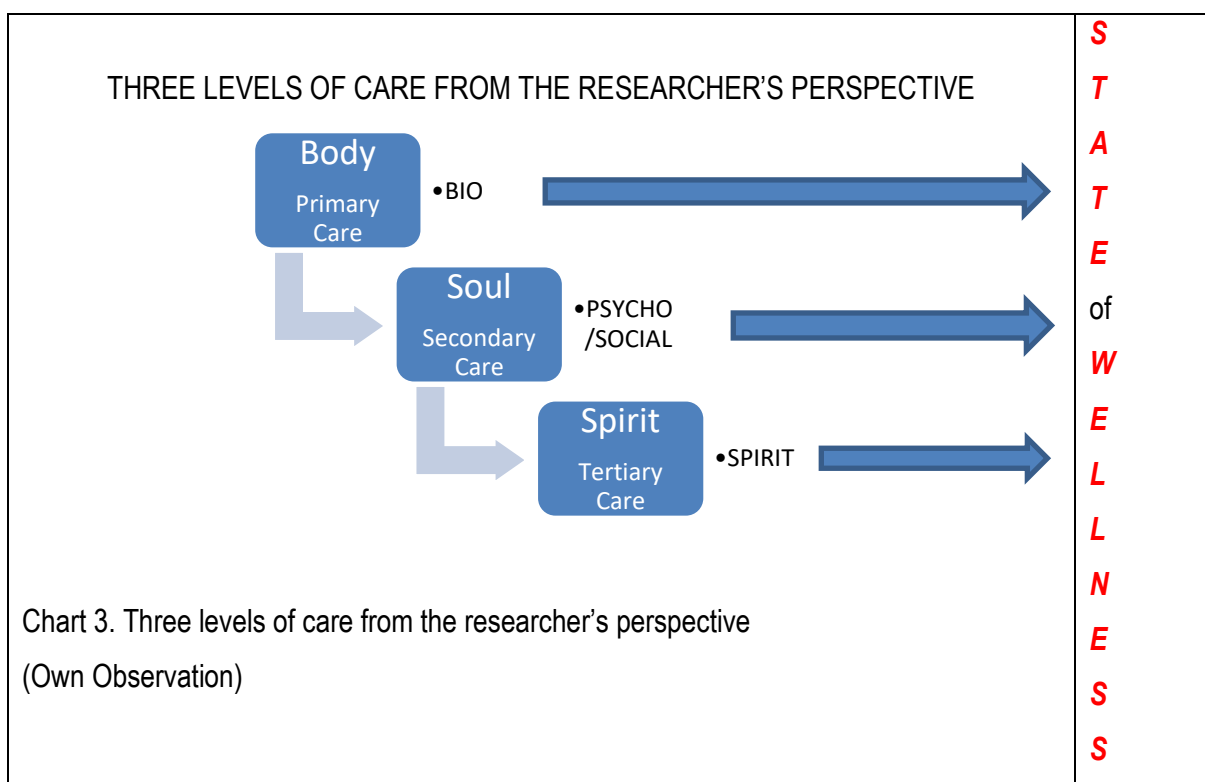 THREE LEVELS OF CARE FROM THE RESEARCHER'S PERSPECTIVE
Body
Primary
Care
•BIO
Soul
Secondary
Care
•PSYCHO
/SOCIAL
Spirit
Tertiary
Care
•SPIRIT
Chart 3. Three levels of care from the researcher's perspective
(Own Observation)
S
T
A
T
E
of
W
E
L
L
N
E
S
S